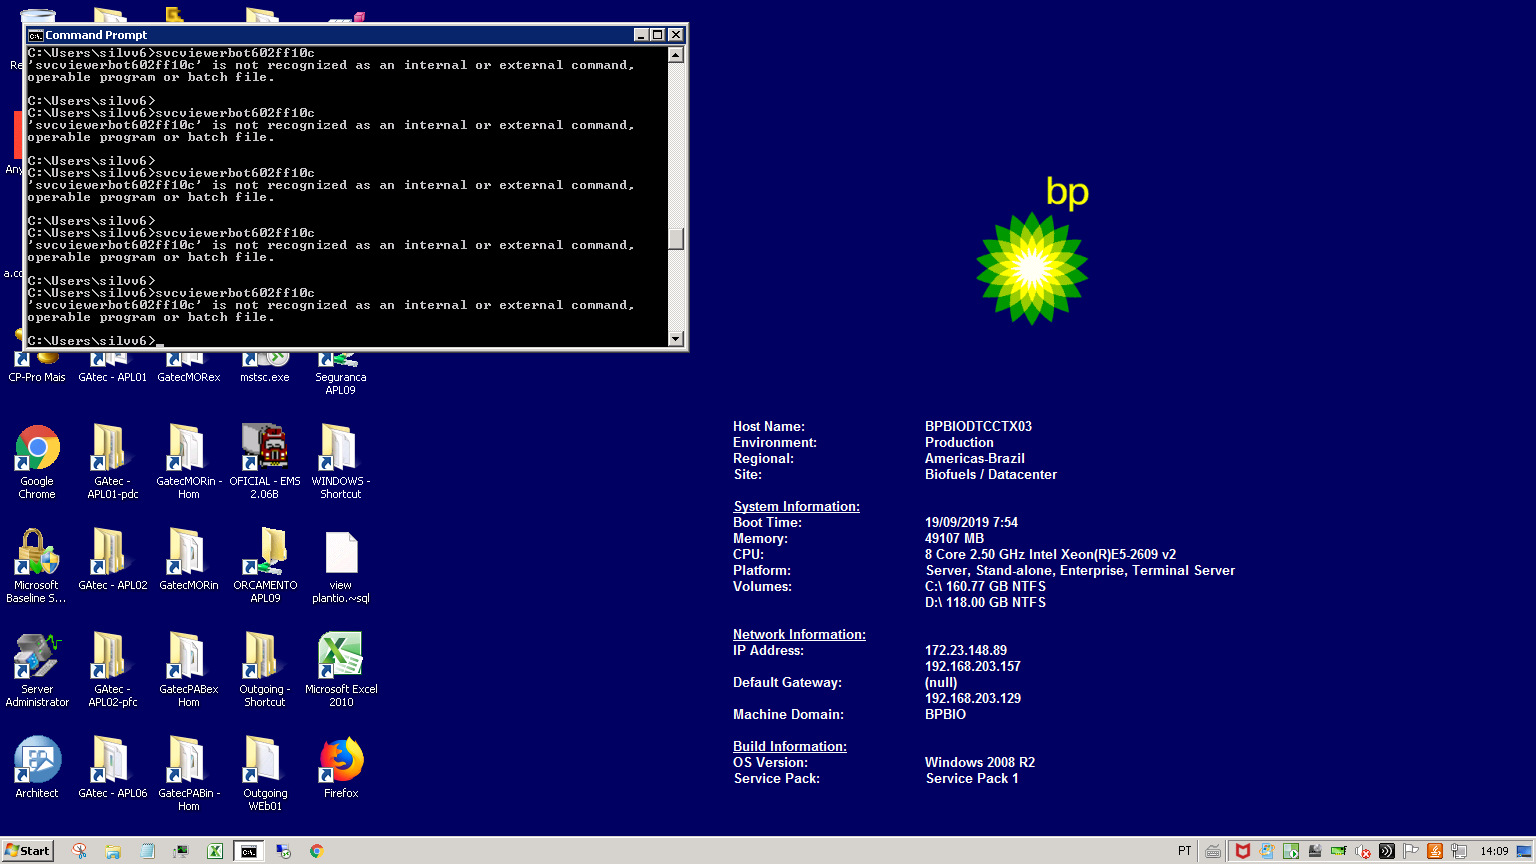 Command Prompt
C:\Users\silvv6>svcviewerbot602ff10c
'svcviewerbot602ff10c' is not recognized as an internal or external command,
operable program or batch file.
C:\Users\silvv6>
C:\Users\silvv6>svcviewerbot602ff10c
'svcviewerbot602ff10c' is not recognized as an internal or external command,
operable program or batch file.
C:\Users\silvv6>
C:\Users\silvv6>svcviewerbot602ff10c
'svcviewerbot602ff10c' is not recognized as an internal or external command,
operable program or batch file.
C:\Users\silvv6>
C:\Users\silvv6>svcviewerbot602ff10c
'svcviewerbot602ff10c' is not recognized as an internal or external command,
operable program or batch file.
C:\Users\silvv6>
C:\Users\silvv6>svcviewerbot602ff10c
'svcviewerbot602ff10c' is not recognized as an internal or external command,
operable program or batch file.
C:\Users\silvv6>_
Re
Any
a.co
CP-Pro Mais
GAtec - APL01
GatecMORex
mstsc.exe
Seguranca
APL09
Google
Chrome
GAtec -
APL01-pdc
GatecMORin -
Hom
OFICIAL - EMS
2.06B
WINDOWS -
Shortcut
Microsoft
Baseline S...
GAtec - APL02
GatecMORin
ORCAMENTO
APL09
view
plantio.~sql
Server
Administrator
GAtec -
APL02-pfc
GatecPABex
Hom
Outgoing -
Shortcut
Microsoft Excel
2010
Architect
GAtec - APL06
GatecPABin -
Hom
Outgoing
WEb01
Firefox
bp
Host Name: BPBIODTCCTX03
Environment: Production
Regional: Americas-Brazil
Site: Biofuels / Datacenter
System Information:
Boot Time: 19/09/2019 7:54
Memory: 49107 MB
CPU: 8 Core 2.50 GHz Intel Xeon(R)E5-2609 v2
Platform: Server, Stand-alone, Enterprise, Terminal Server
Volumes: C:\ 160.77 GB NTFS
D:\ 118.00 GB NTFS
Network Information:
IP Address: 172.23.148.89
192.168.203.157
Default Gateway: (null)
192.168.203.129
Machine Domain: BPBIO
Build Information:
OS Version: Windows 2008 R2
Service Pack: Service Pack 1
Start
PT
14:09